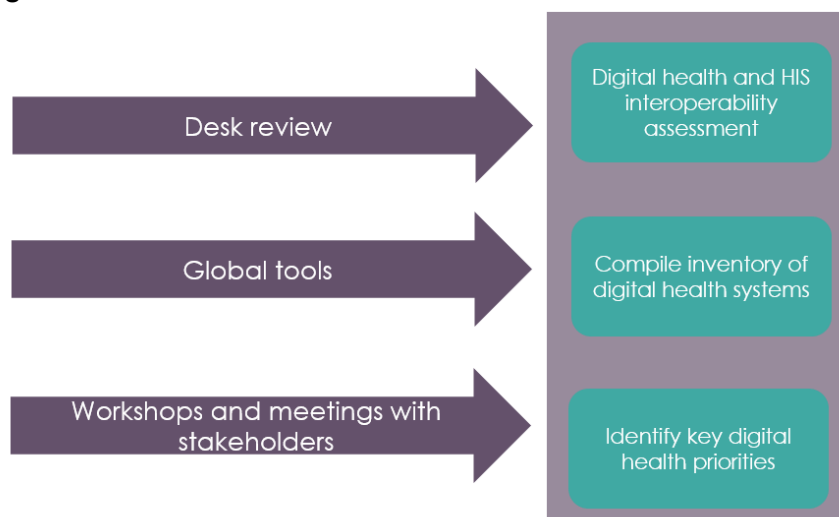 Desk review
Digital health and HIS
interoperability
assessment
Global tools
Compile inventory of
digital health systems
Workshops and meetings with
stakeholders
Identify key digital
health priorities